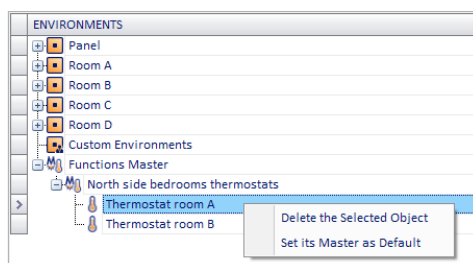 ENVIRONMENTS
Panel
Room A
Room B
Room C
Room D
Custom Environments
Functions Master
North side bedrooms thermostats
Thermostat room A
Thermostat room B
Delete the Selected Object
Set its Master as Default